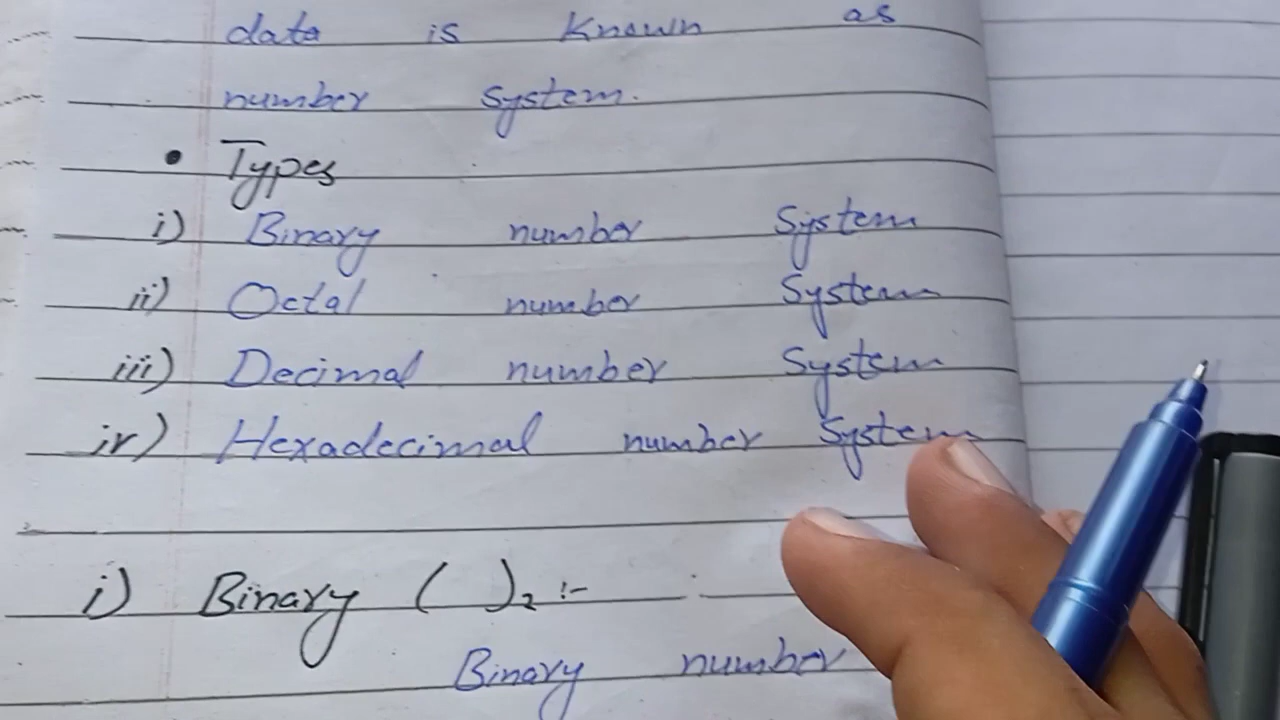 data is known as
number system.
• Types
i) Binary number system
ii) Octal number system
iii) Decimal number system
iv) Hexadecimal number system
i) Binary ( )₂ :-
Binary number